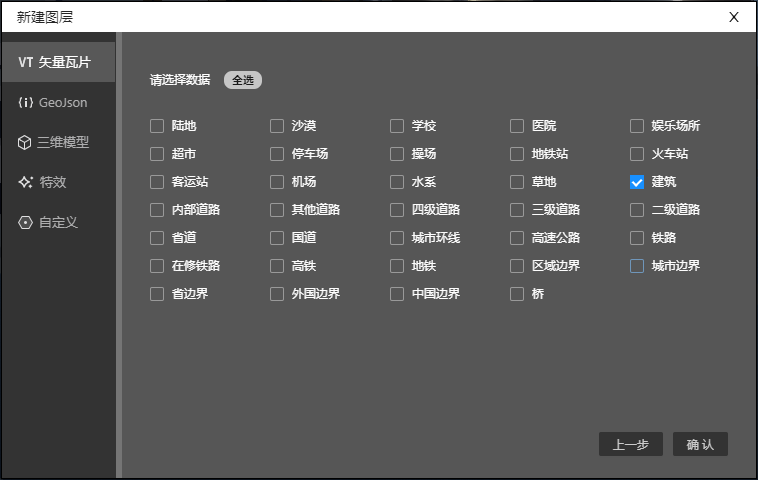 新建图层 X
VT 矢量瓦片
GeoJson
三维模型
特效
自定义
请选择数据 全选
陆地 沙漠 学校 医院 娱乐场所
超市 停车场 操场 地铁站 火车站
客运站 机场 水系 草地 建筑
内部道路 其他道路 四级道路 三级道路 二级道路
省道 国道 城市环线 高速公路 铁路
在修铁路 高铁 地铁 区域边界 城市边界
省边界 外国边界 中国边界 桥
上一步 确认